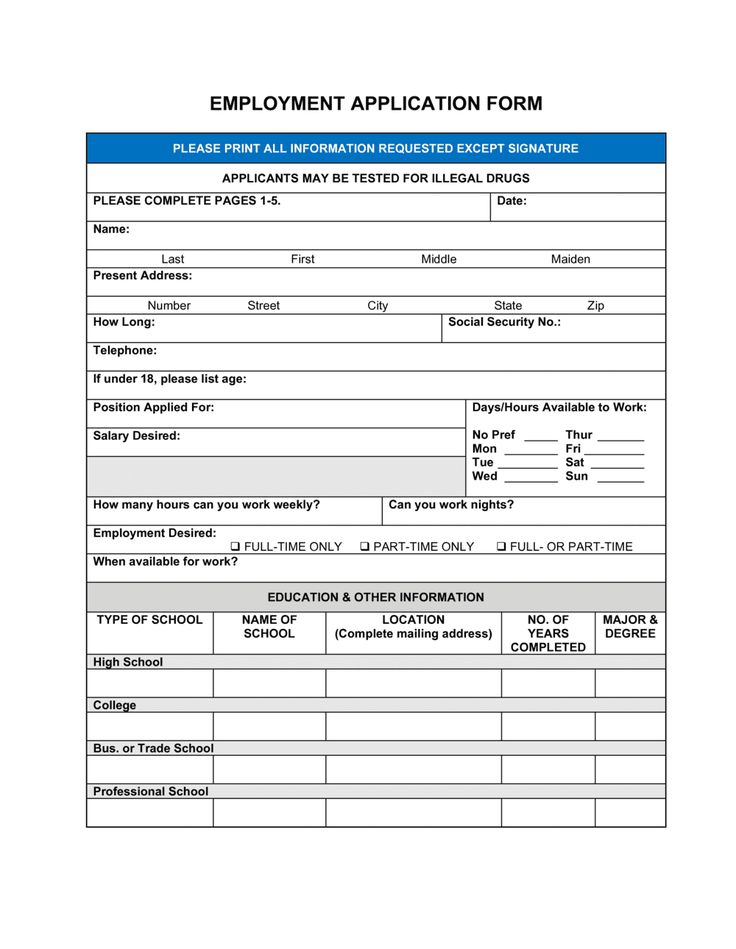 EMPLOYMENT APPLICATION FORM
PLEASE PRINT ALL INFORMATION REQUESTED EXCEPT SIGNATURE
APPLICANTS MAY BE TESTED FOR ILLEGAL DRUGS
PLEASE COMPLETE PAGES 1-5. Date:
Name:
Last First Middle Maiden
Present Address:
Number Street City State Zip
How Long: Social Security No.:
Telephone:
If under 18, please list age:
Position Applied For: Days/Hours Available to Work:
Salary Desired:
No Pref _____ Thur _______
Mon ________ Fri _________
Tue _________ Sat ________
Wed ________ Sun _______
How many hours can you work weekly? Can you work nights?
Employment Desired:
❑ FULL-TIME ONLY ❑ PART-TIME ONLY ❑ FULL- OR PART-TIME
When available for work?
EDUCATION & OTHER INFORMATION
TYPE OF SCHOOL NAME OF LOCATION NO. OF MAJOR &
SCHOOL (Complete mailing address) YEARS DEGREE
COMPLETED
High School
College
Bus. or Trade School
Professional School